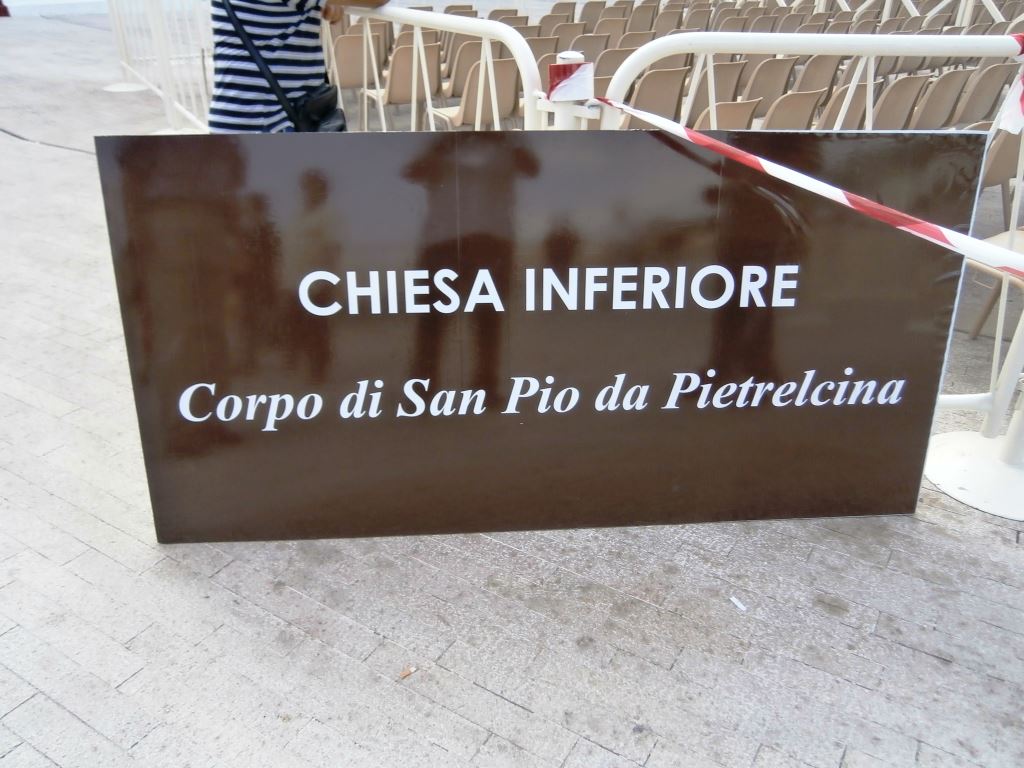 CHIESA INFERIORE
Corpo di San Pio da Pietrelcina